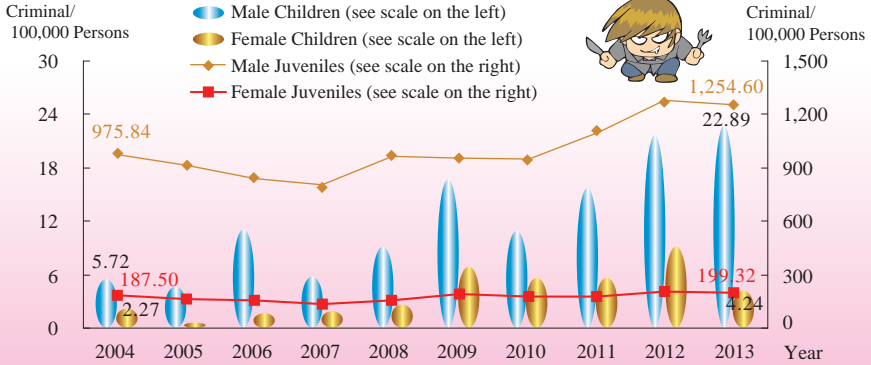 Criminal/
100,000 Persons
Male Children (see scale on the left)
Female Children (see scale on the left)
Male Juveniles (see scale on the right)
Female Juveniles (see scale on the right)
Criminal/
100,000 Persons
30
24
18
12
6
0
1,500
1,200
900
600
300
0
975.84
1,254.60
22.89
5.72
187.50
2.27
199.32
4.24
2004 2005 2006 2007 2008 2009 2010 2011 2012 2013 Year